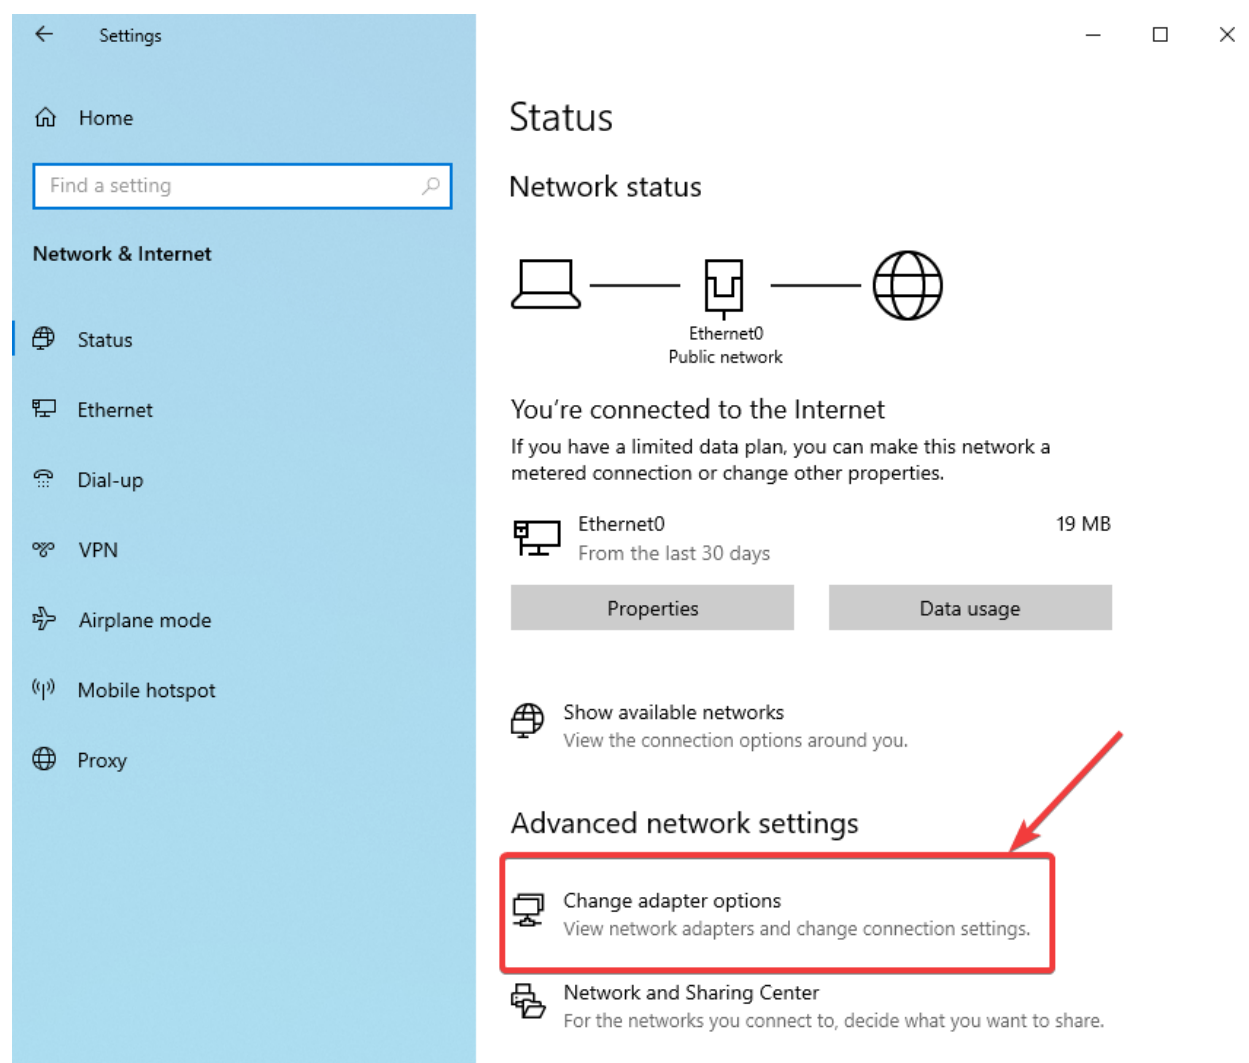 Settings
Home
Find a setting
Network & Internet
Status
Ethernet
Dial-up
VPN
Airplane mode
Mobile hotspot
Proxy
Status
Network status
Ethernet0
Public network
You're connected to the Internet
If you have a limited data plan, you can make this network a
metered connection or change other properties.
Ethernet0
19 MB
From the last 30 days
Properties
Data usage
Show available networks
View the connection options around you.
Advanced network settings
Change adapter options
View network adapters and change connection settings.
Network and Sharing Center
For the networks you connect to, decide what you want to share.